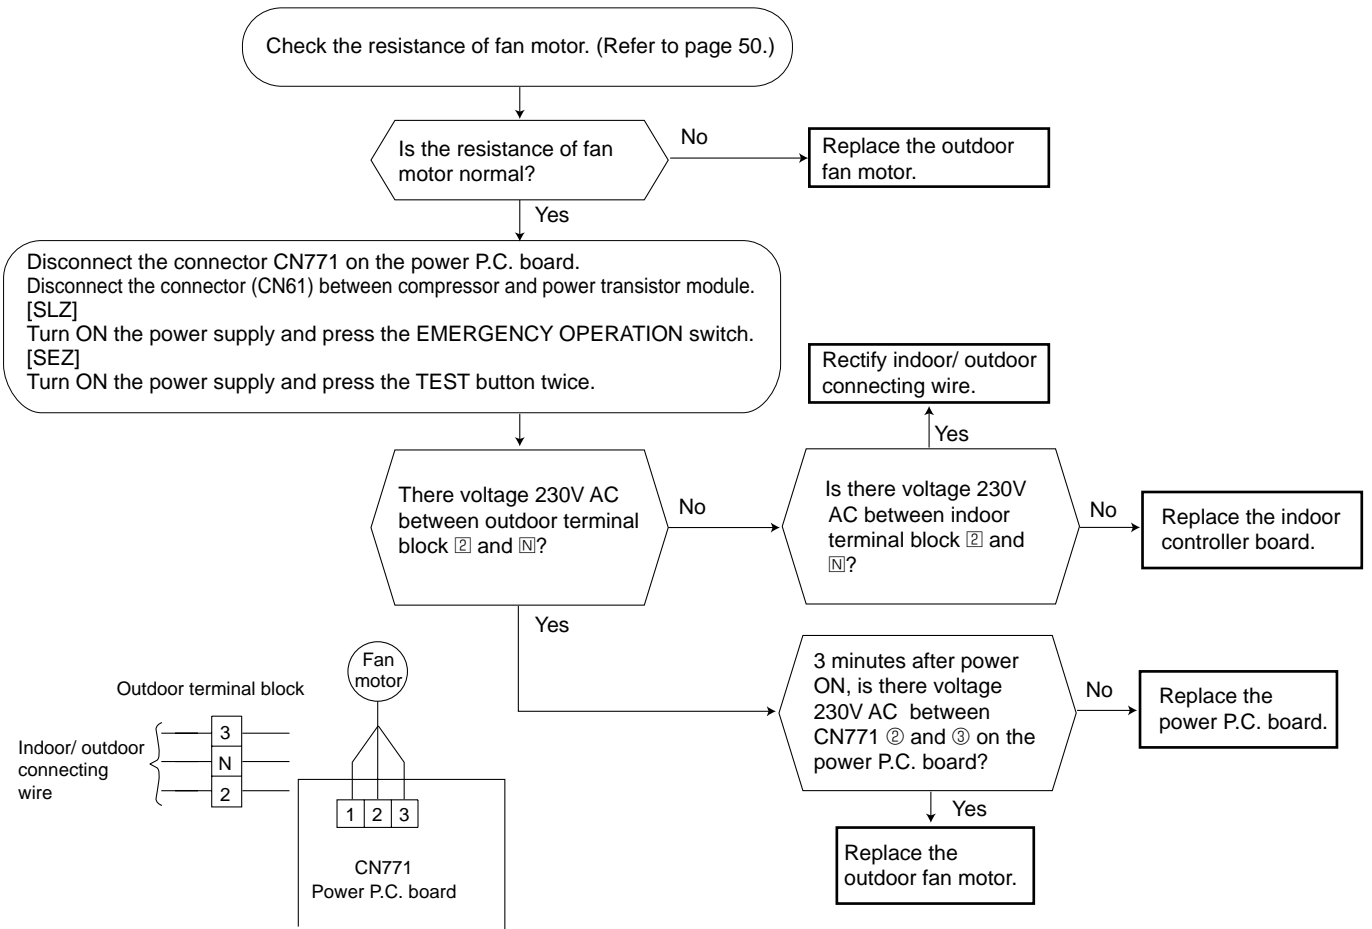 Check the resistance of fan motor. (Refer to page 50.)
Is the resistance of fan
motor normal?
No
Replace the outdoor
fan motor.
Yes
Disconnect the connector CN771 on the power P.C. board.
Disconnect the connector (CN61) between compressor and power transistor module.
[SLZ]
Turn ON the power supply and press the EMERGENCY OPERATION switch.
[SEZ]
Turn ON the power supply and press the TEST button twice.
Rectify indoor/ outdoor
connecting wire.
Yes
There voltage 230V AC
between outdoor terminal
block 2 and N?
No
Is there voltage 230V
AC between indoor
terminal block 2 and
N?
No
Replace the indoor
controller board.
Yes
3 minutes after power
ON, is there voltage
230V AC between
CN771 ② and ③ on the
power P.C. board?
No
Replace the
power P.C. board.
Yes
Replace the
outdoor fan motor.
Fan
motor
Outdoor terminal block
Indoor/ outdoor
connecting
wire
3
N
2
1 2 3
CN771
Power P.C. board